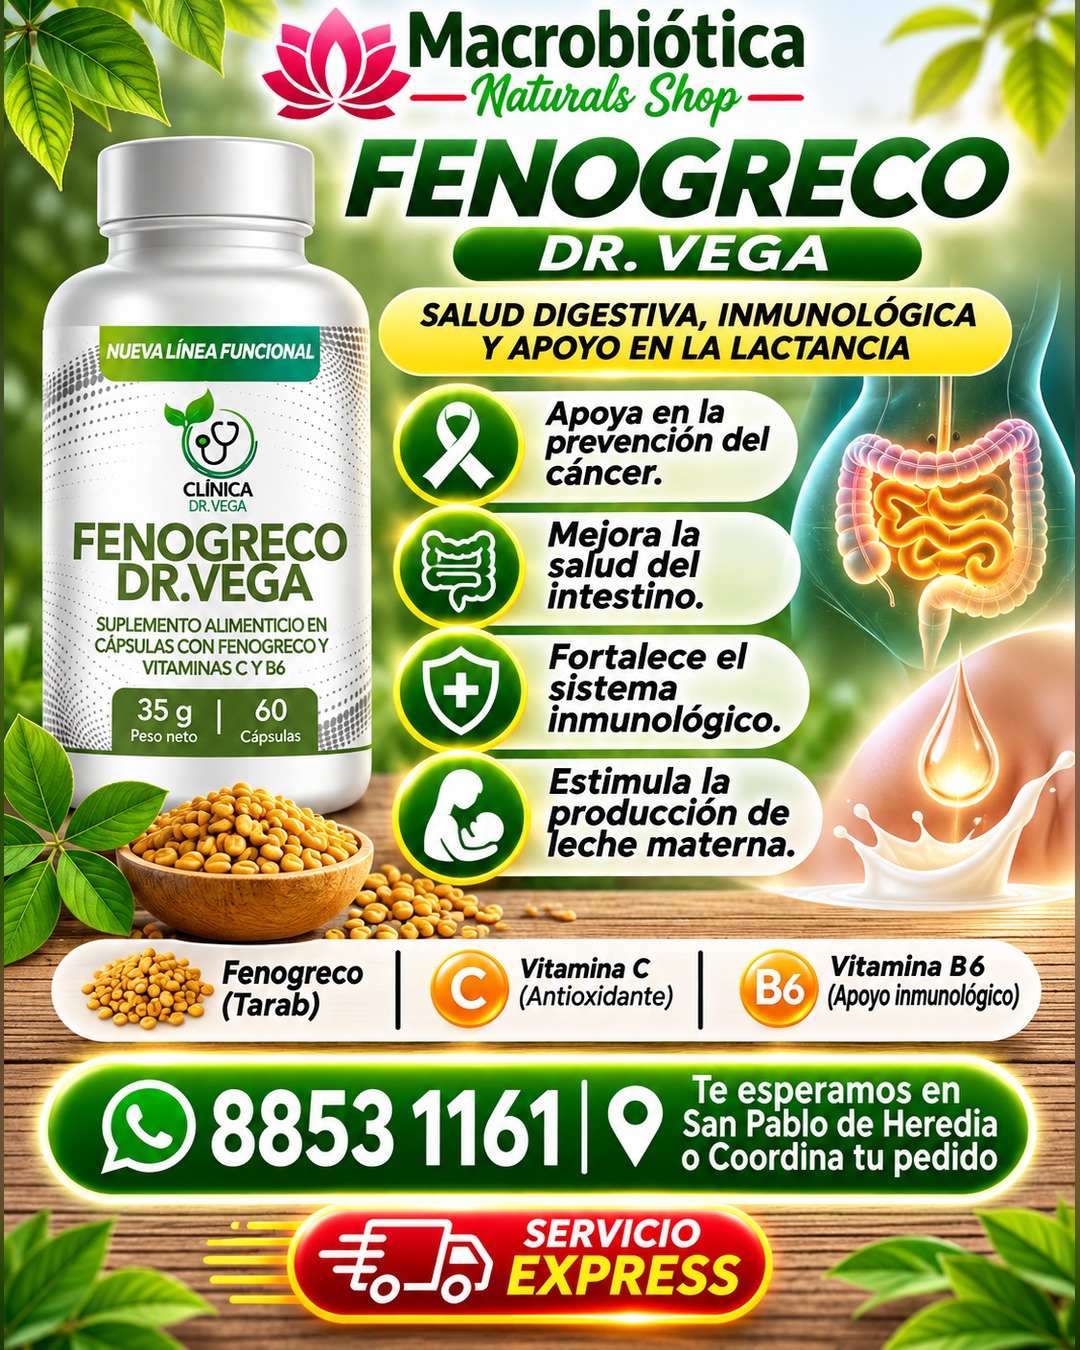 Macrobiótica
Naturals Shop
FENOGRECO
DR. VEGA
SALUD DIGESTIVA, INMUNOLÓGICA
Y APOYO EN LA LACTANCIA
NUEVA LÍNEA FUNCIONAL
CLÍNICA
DR. VEGA
FENOGRECO
DR.VEGA
SUPLEMENTO ALIMENTICIO EN
CÁPSULAS CON FENOGRECO Y
VITAMINAS C Y B6
35 g | 60
Peso neto Cápsulas
Apoya en la
prevención del
cáncer.
Mejora la
salud del
intestino.
Fortalece el
sistema
inmunológico.
Estimula la
producción de
leche materna.
Fenogreco
(Tarab)
C
Vitamina C
(Antioxidante)
B6
Vitamina B6
(Apoyo inmunológico)
8853 1161
Te esperamos en
San Pablo de Heredia
o Coordina tu pedido
SERVICIO
EXPRESS